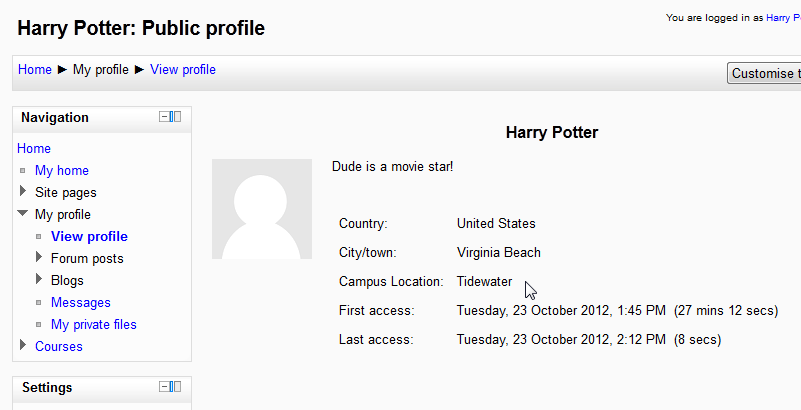 Harry Potter: Public profile
You are logged in as Harry P
Home ► My profile ► View profile
Customise t
Navigation
Home
My home
Site pages
My profile
View profile
Forum posts
Blogs
Messages
My private files
Courses
Settings
Harry Potter
Dude is a movie star!
Country: United States
City/town: Virginia Beach
Campus Location: Tidewater
First access: Tuesday, 23 October 2012, 1:45 PM (27 mins 12 secs)
Last access: Tuesday, 23 October 2012, 2:12 PM (8 secs)